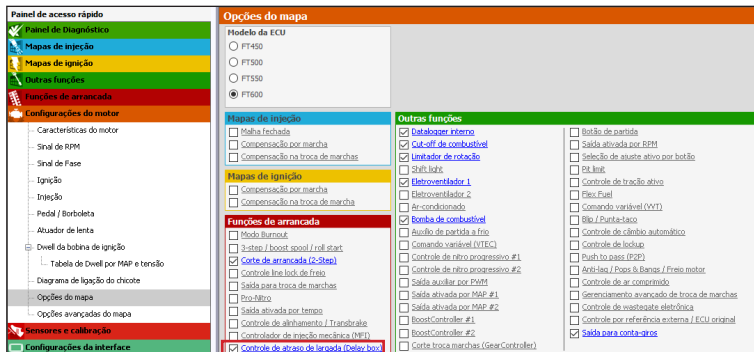 Painel de acesso rápido
Painel de Diagnóstico
Mapas de injeção
Mapas de ignição
Outras funções
Funções de arrancada
Configurações do motor
Características do motor
Sinal de RPM
Sinal de Fase
Ignição
Injeção
Pedal / Borboleta
Atuador de lenta
Dwell da bobina de ignição
Tabela de Dwell por MAP e tensão
Diagrama de ligação do chicote
Opções do mapa
Opções avançadas do mapa
Sensores e calibração
Configurações da interface
Opções do mapa
Modelo da ECU
FT450
FT500
FT550
FT600
Mapas de injeção
Malha fechada
Compensação por marcha
Compensação na troca de marchas
Mapas de ignição
Compensação por marcha
Compensação na troca de marcha
Funções de arrancada
Modo Burnout
3-step / boost spool / roll start
Corte de arrancada (2-Step)
Controle line lock de freio
Saída para troca de marchas
Pro-Nitro
Saída ativada por tempo
Controle de alinhamento / Transbrake
Controlador de injeção mecânica (MFI)
Controle de atraso de largada (Delay box)
Outras funções
Datalogger interno
Cut-off de combustível
Limitador de rotação
Shift light
Eletroventilador 1
Eletroventilador 2
Ar-condicionado
Bomba de combustível
Auxílio de partida a frio
Comando variável (VTEC)
Controle de nitro progressivo #1
Controle de nitro progressivo #2
Saída auxiliar por PWM
Saída ativada por MAP #1
Saída ativada por MAP #2
BoostController #1
BoostController #2
Corte troca marchas (GearController)
Botão de partida
Saída ativada por RPM
Seleção de ajuste ativo por botão
Pit limit
Controle de tração ativo
Flex Fuel
Comando variável (VVT)
Blip / Punta-taco
Controle de câmbio automático
Controle de lockup
Push to pass (P2P)
Anti-lag / Pops & Bangs / Freio motor
Controle de ar comprimido
Gerenciamento avançado de troca de marchas
Controle de wastegate eletrônica
Controle por referência externa / ECU original
Saída para conta-giros